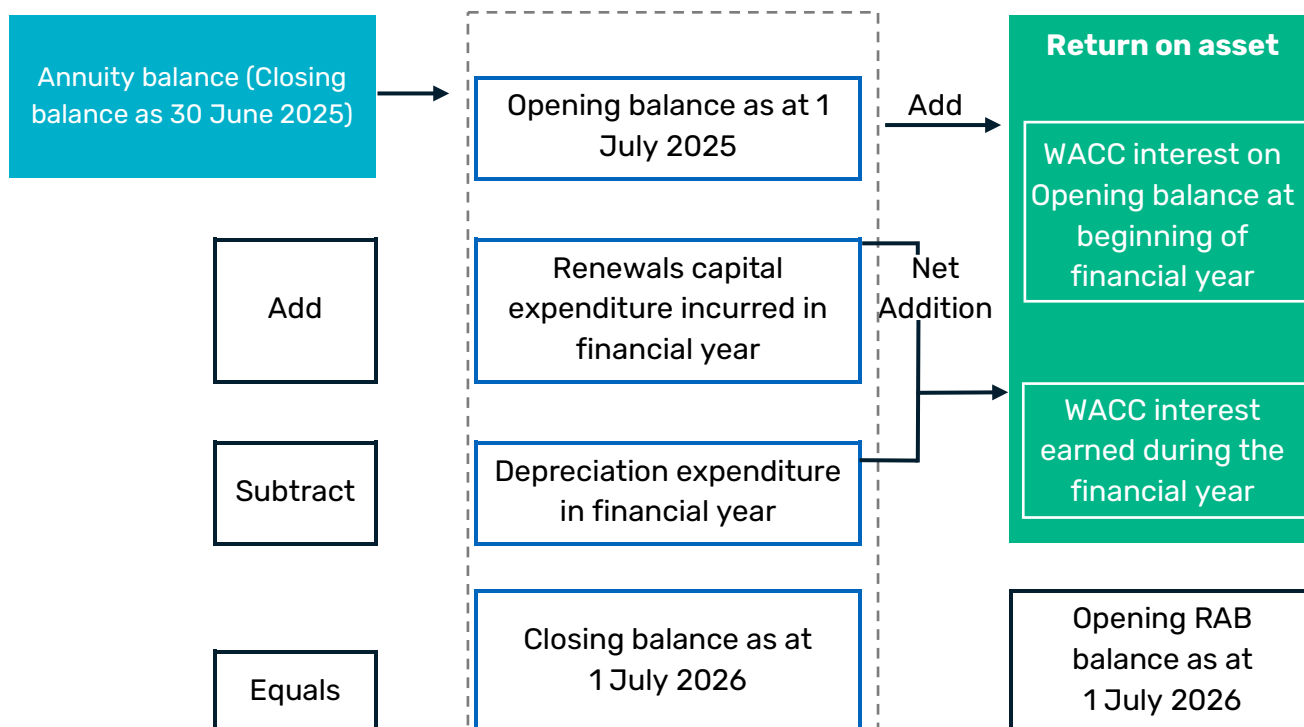 Annuity balance (Closing
balance as 30 June 2025)
Opening balance as at 1
July 2025
Add
Return on asset
WACC interest on
Opening balance at
beginning of
financial year
Add
Renewals capital
expenditure incurred in
financial year
Net
Addition
WACC interest
earned during the
financial year
Subtract
Depreciation expenditure
in financial year
Equals
Closing balance as at
1 July 2026
Opening RAB
balance as at
1 July 2026